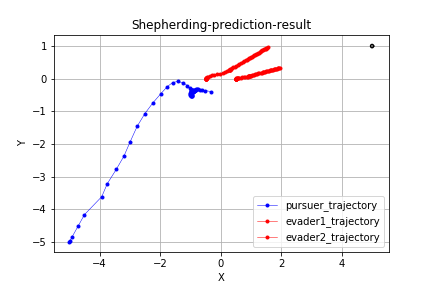 Shepherding-prediction-result
1
0
−1
−2
−3
−4
−5
Y
−4
−2
0
2
4
X
pursuer_trajectory
evader1_trajectory
evader2_trajectory